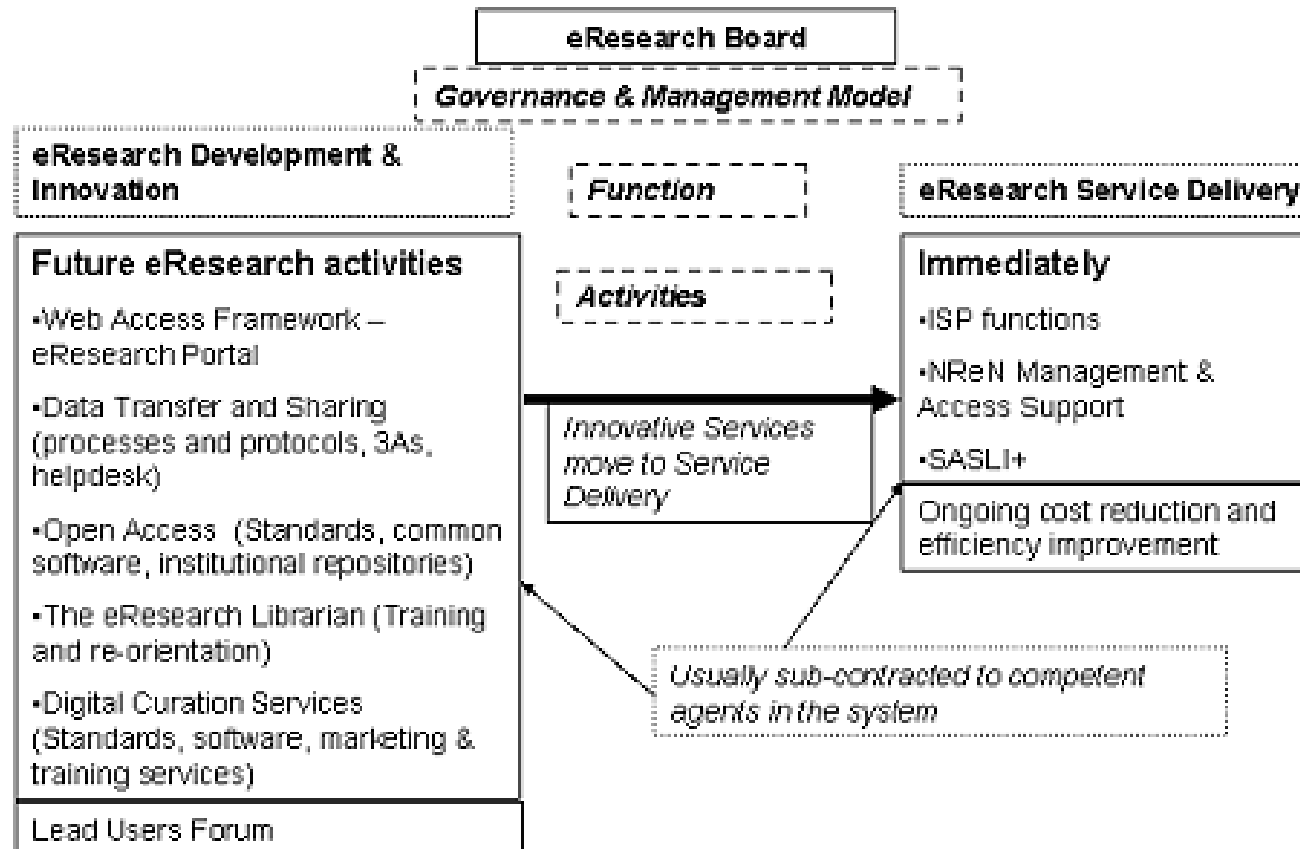 eResearch Board
Governance & Management Model
eResearch Development &
Innovation
Function
eResearch Service Delivery
Future eResearch activities
▪Web Access Framework –
eResearch Portal
▪Data Transfer and Sharing
(processes and protocols, 3As,
helpdesk)
▪Open Access (Standards, common
software, institutional repositories)
▪The eResearch Librarian (Training
and re-orientation)
▪Digital Curation Services
(Standards, software, marketing &
training services)
Lead Users Forum
Activities
Innovative Services
move to Service
Delivery
Immediately
▪ISP functions
▪NReN Management &
Access Support
▪SASLI+
Ongoing cost reduction and
efficiency improvement
Usually sub-contracted to competent
agents in the system